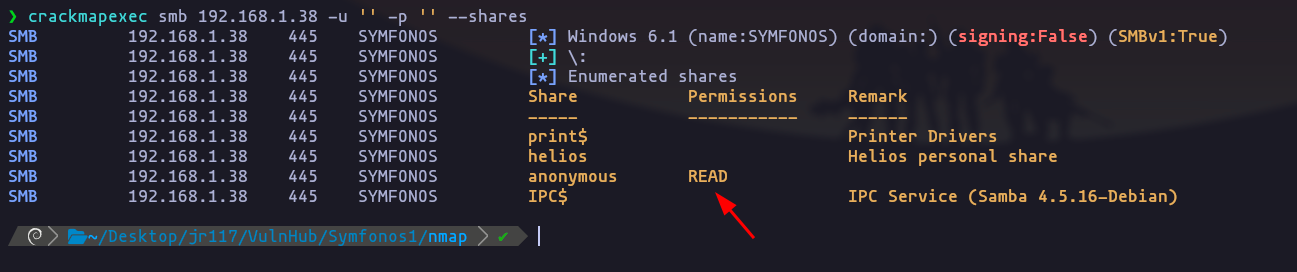 ❯ crackmapexec smb 192.168.1.38 -u '' -p '' --shares
SMB 192.168.1.38 445 SYMFONOS [*] Windows 6.1 (name:SYMFONOS) (domain:) (signing:False) (SMBv1:True)
SMB 192.168.1.38 445 SYMFONOS [+] \:
SMB 192.168.1.38 445 SYMFONOS [*] Enumerated shares
SMB 192.168.1.38 445 SYMFONOS Share Permissions Remark
SMB 192.168.1.38 445 SYMFONOS ----- ----------- ------
SMB 192.168.1.38 445 SYMFONOS print$ Printer Drivers
SMB 192.168.1.38 445 SYMFONOS helios Helios personal share
SMB 192.168.1.38 445 SYMFONOS anonymous READ
SMB 192.168.1.38 445 SYMFONOS IPC$ IPC Service (Samba 4.5.16-Debian)
~/Desktop/jr117/VulnHub/Symfonos1/nmap ✔